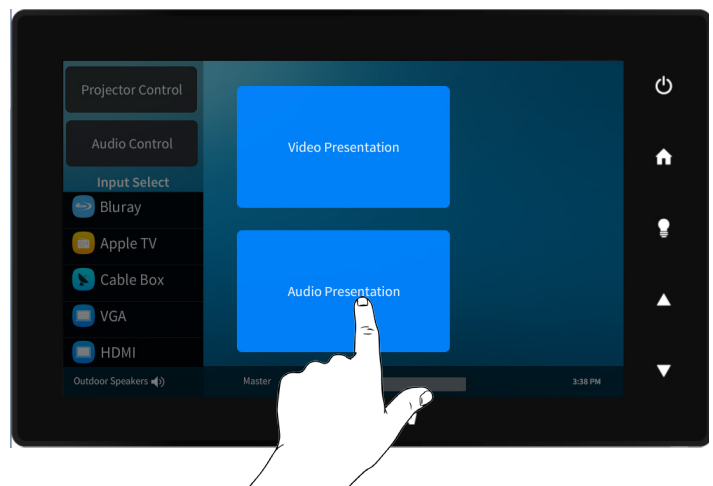 Projector Control
Audio Control
Input Select
Bluray
Apple TV
Cable Box
VGA
HDMI
Video Presentation
Audio Presentation
Outdoor Speakers
Master
3:38 PM